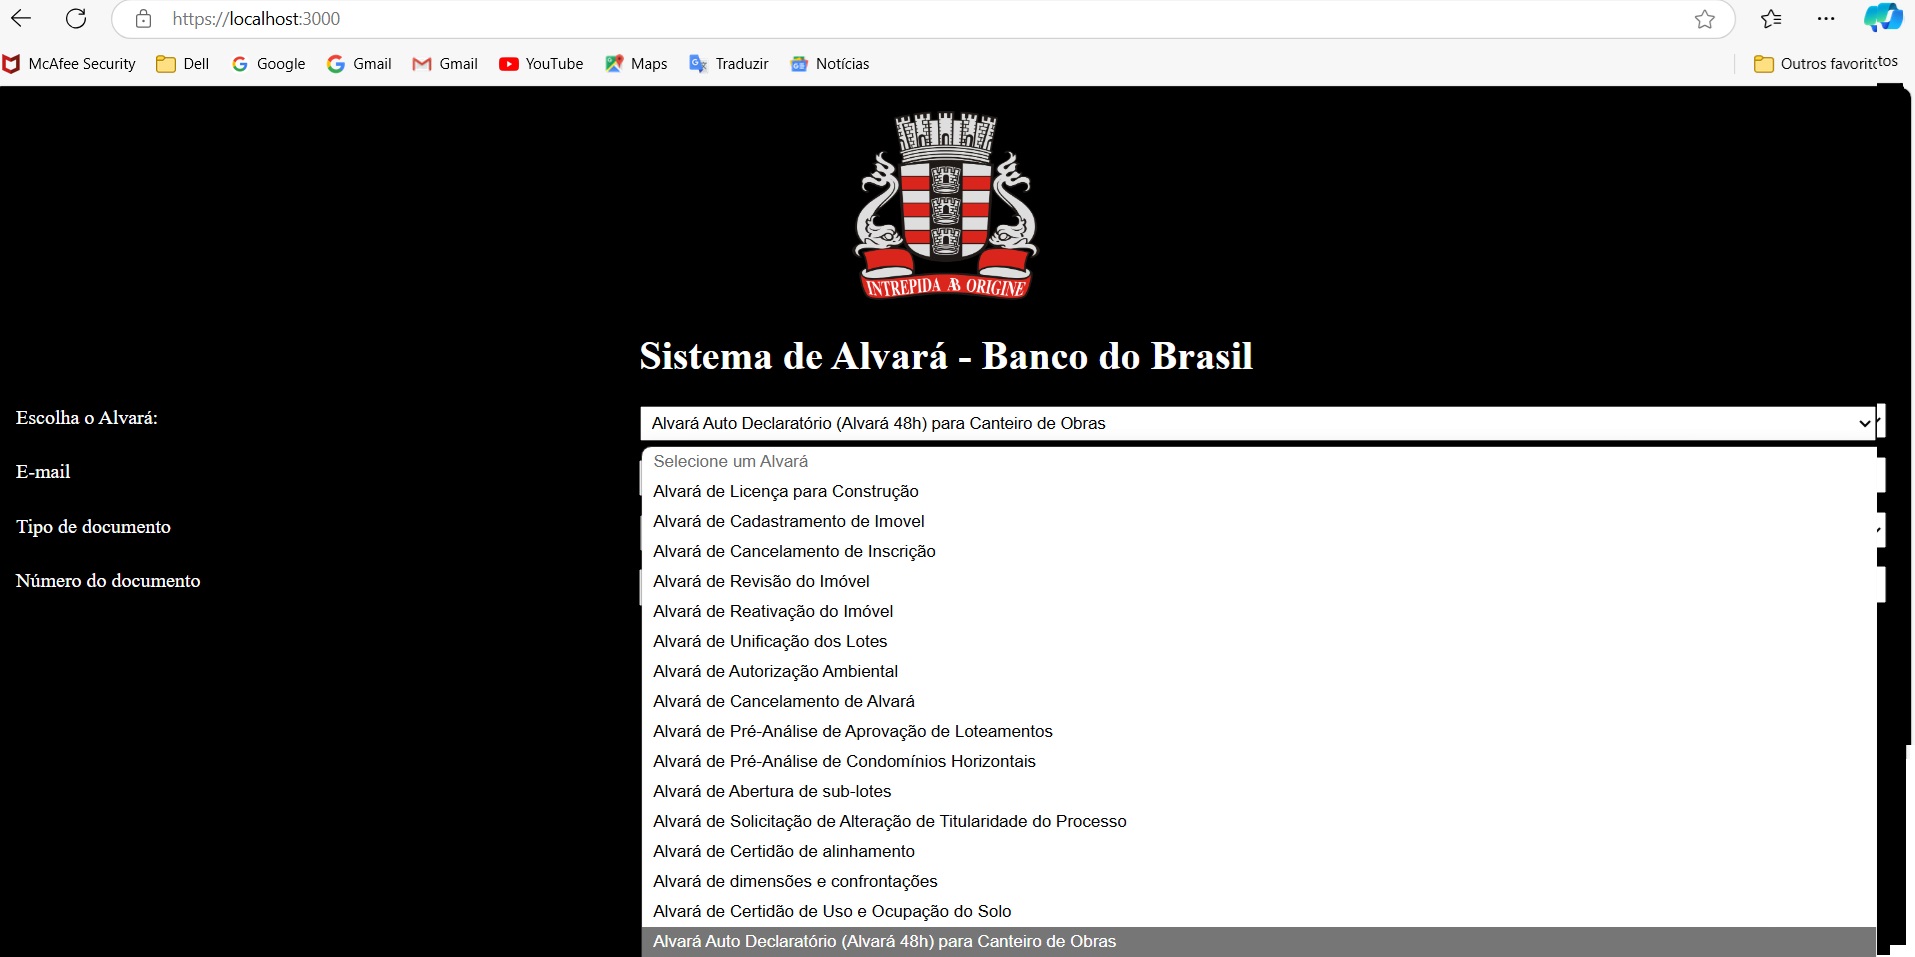 https://localhost:3000
McAfee Security Dell Google Gmail Gmail YouTube Maps Traduzir Notícias Outros favoritos
INTREPIDA AB ORIGINE
Sistema de Alvará - Banco do Brasil
Escolha o Alvará:
Alvará Auto Declaratório (Alvará 48h) para Canteiro de Obras
E-mail
Tipo de documento
Número do documento
Selecione um Alvará
Alvará de Licença para Construção
Alvará de Cadastramento de Imovel
Alvará de Cancelamento de Inscrição
Alvará de Revisão do Imóvel
Alvará de Reativação do Imóvel
Alvará de Unificação dos Lotes
Alvará de Autorização Ambiental
Alvará de Cancelamento de Alvará
Alvará de Pré-Análise de Aprovação de Loteamentos
Alvará de Pré-Análise de Condomínios Horizontais
Alvará de Abertura de sub-lotes
Alvará de Solicitação de Alteração de Titularidade do Processo
Alvará de Certidão de alinhamento
Alvará de dimensões e confrontações
Alvará de Certidão de Uso e Ocupação do Solo
Alvará Auto Declaratório (Alvará 48h) para Canteiro de Obras